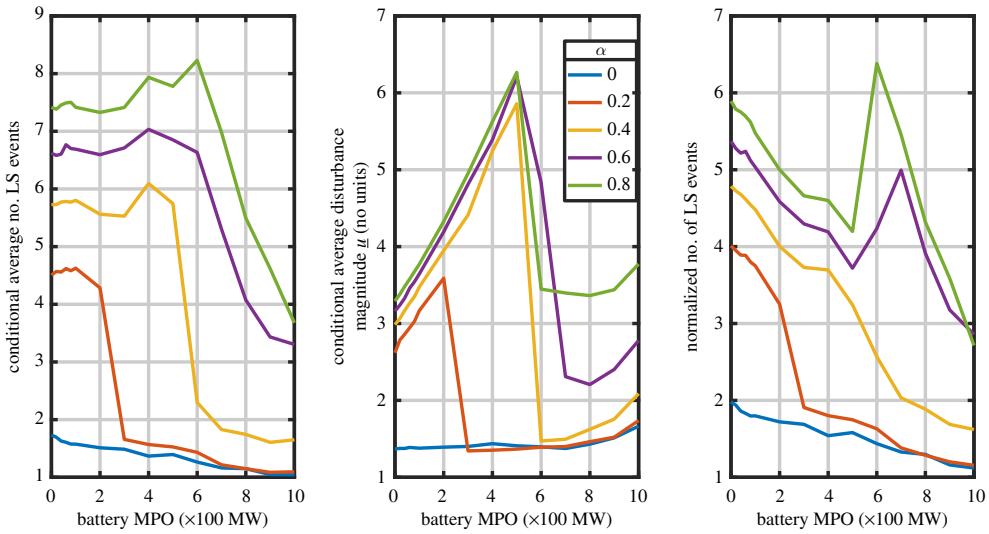 conditional average no. LS events
9
8
7
6
5
4
3
2
1
0 2 4 6 8 10
battery MPO (×100 MW)
conditional average disturbance
magnitude u (no units)
7
6
5
4
3
2
1
0 2 4 6 8 10
battery MPO (×100 MW)
α
0
0.2
0.4
0.6
0.8
normalized no. of LS events
7
6
5
4
3
2
1
0 2 4 6 8 10
battery MPO (×100 MW)